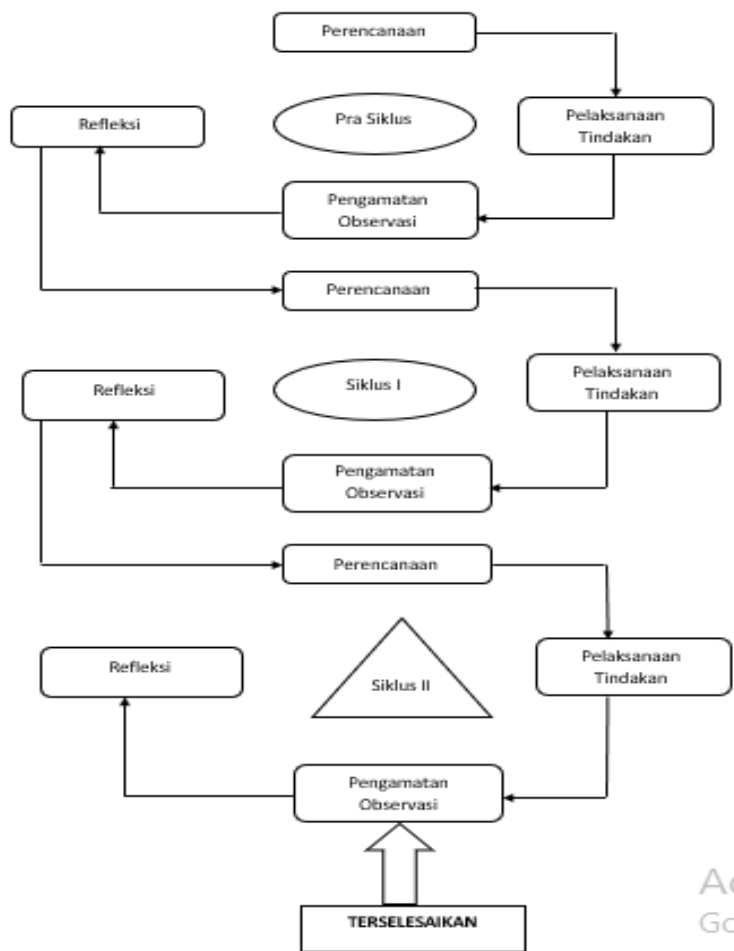 Perencanaan
Refleksi
Pra Siklus
Pelaksanaan
Tindakan
Pengamatan
Observasi
Perencanaan
Refleksi
Siklus I
Pelaksanaan
Tindakan
Pengamatan
Observasi
Perencanaan
Refleksi
Siklus II
Pelaksanaan
Tindakan
Pengamatan
Observasi
TERSELESAIKAN